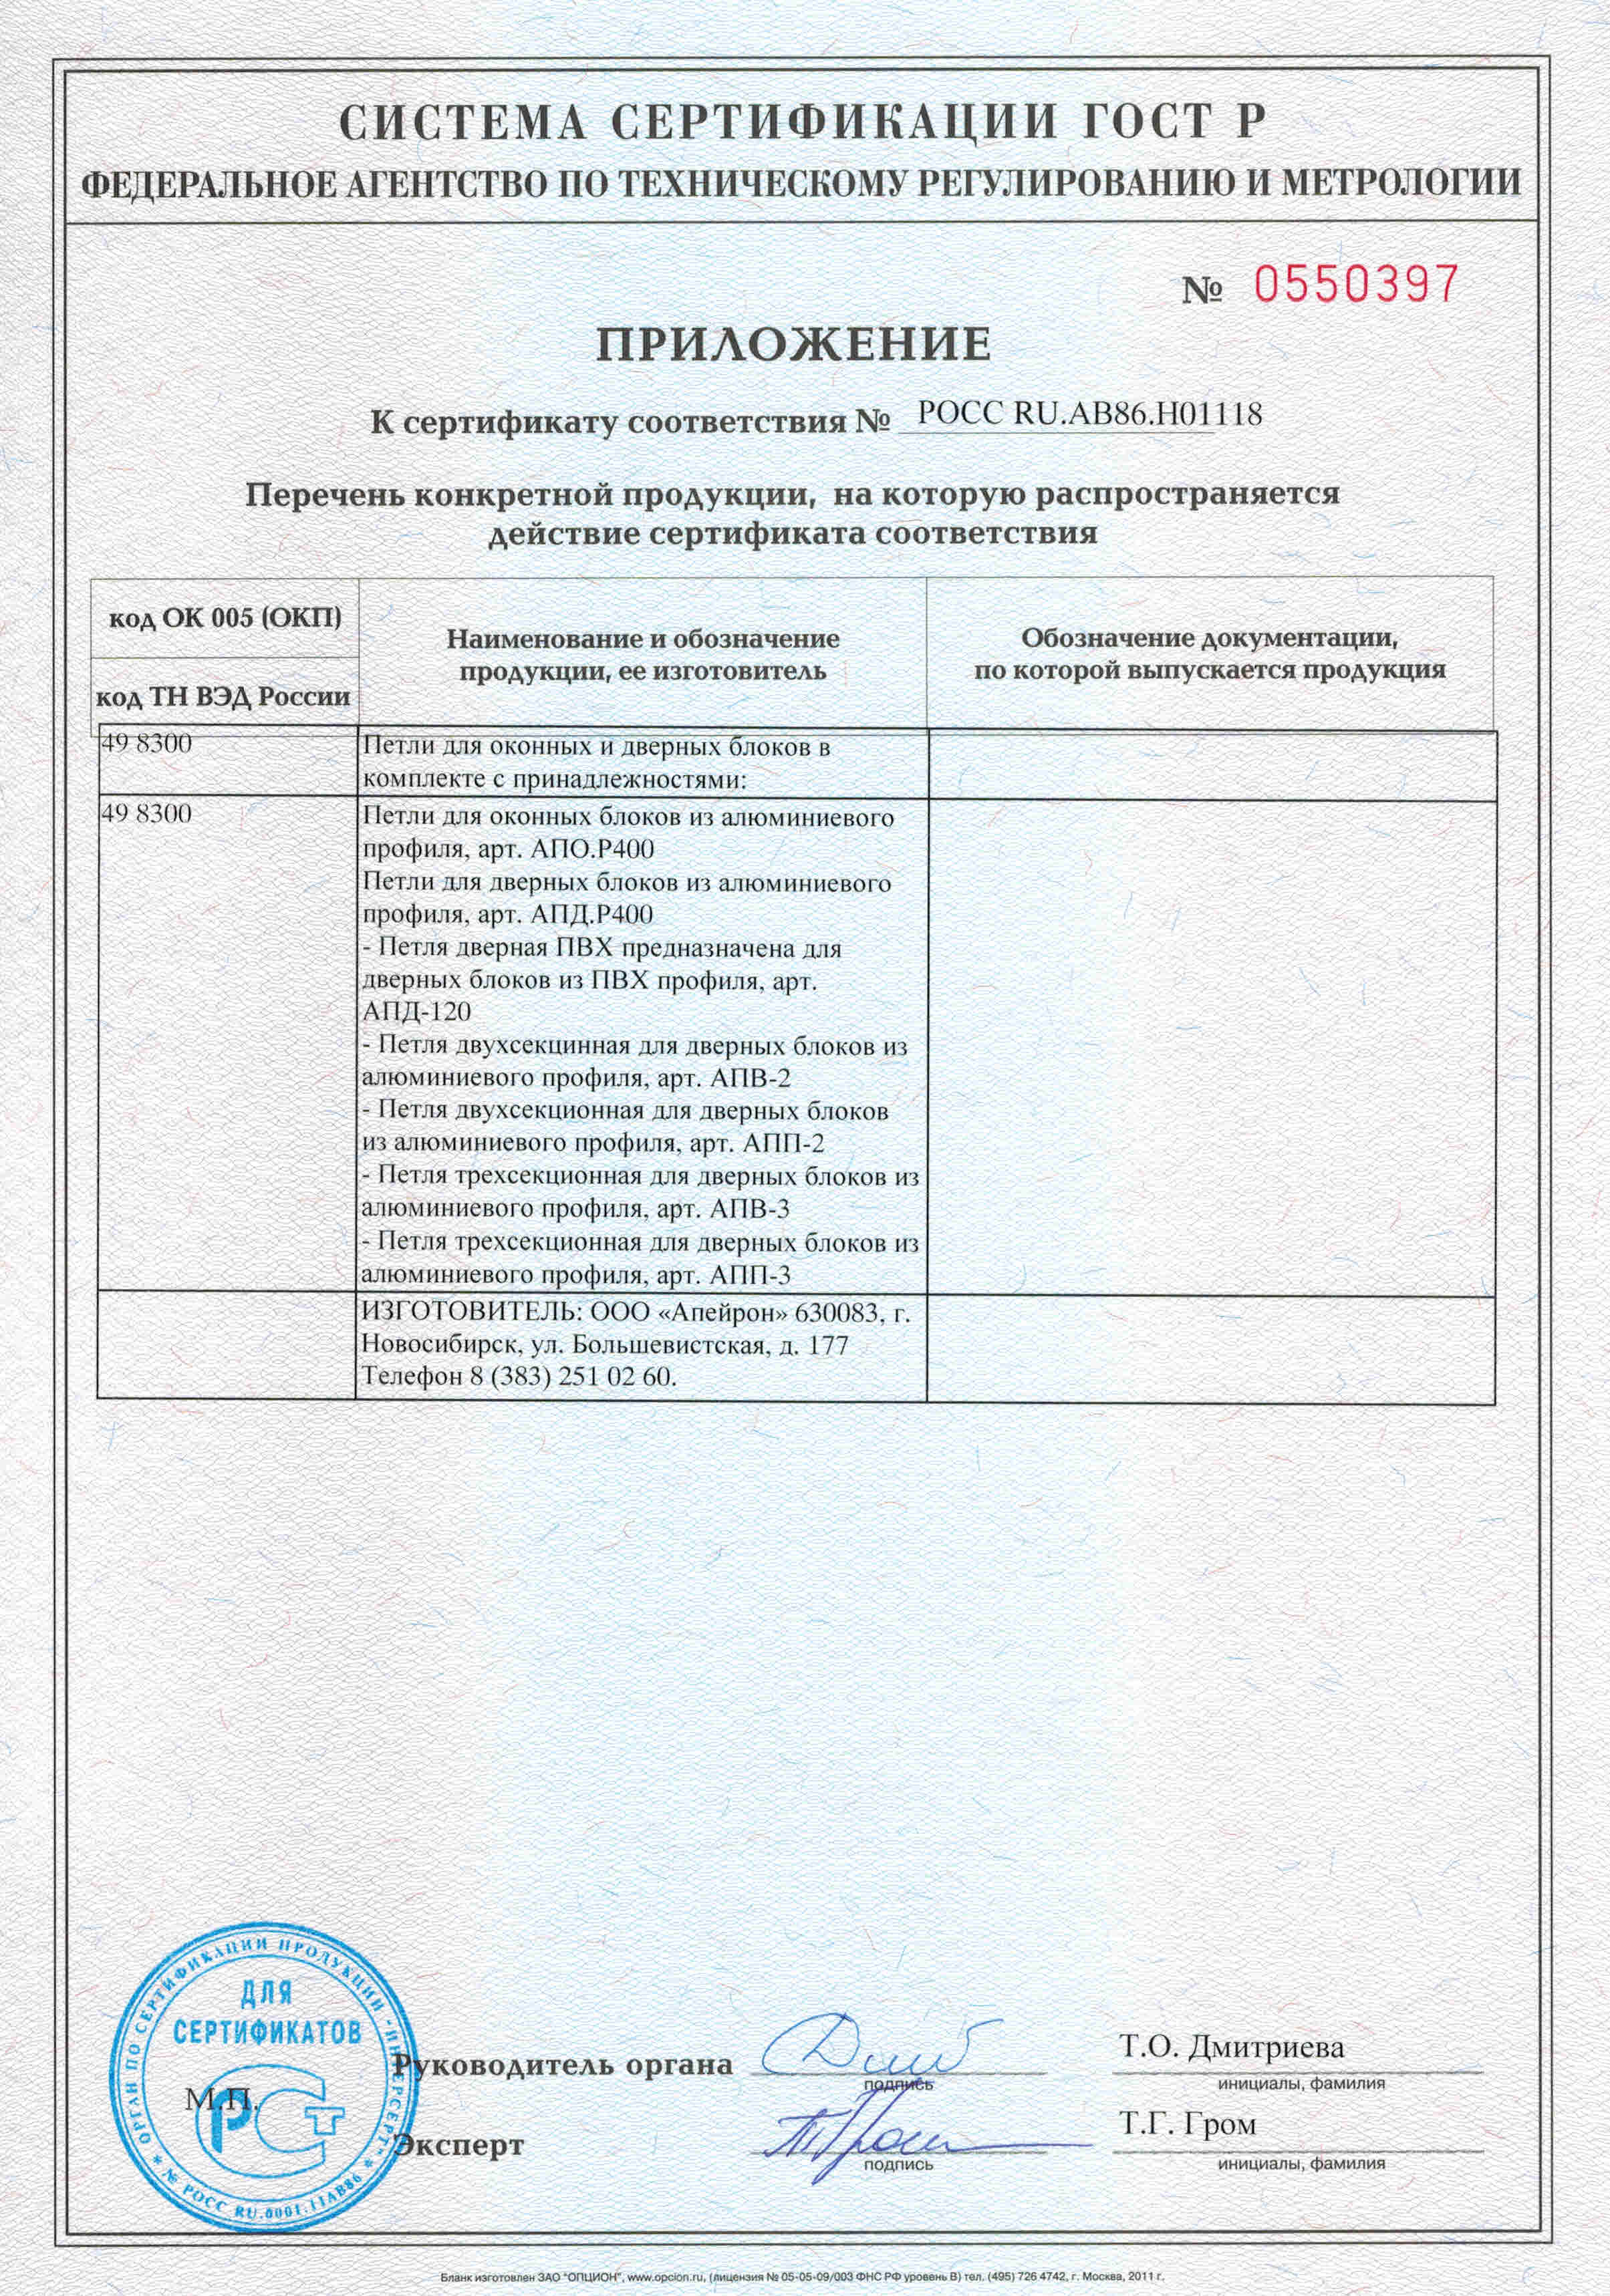 СИСТЕМА СЕРТИФИКАЦИИ ГОСТ Р
ФЕДЕРАЛЬНОЕ АГЕНТСТВО ПО ТЕХНИЧЕСКОМУ РЕГУЛИРОВАНИЮ И МЕТРОЛОГИИ
№ 0550397
ПРИЛОЖЕНИЕ
К сертификату соответствия № РОСС RU.АВ86.Н01118
Перечень конкретной продукции, на которую распространяется
действие сертификата соответствия
код ОК 005 (ОКП)
код ТН ВЭД России
Наименование и обозначение
продукции, ее изготовитель
Обозначение документации,
по которой выпускается продукция
49 8300
Петли для оконных и дверных блоков в
комплекте с принадлежностями:
49 8300
Петли для оконных блоков из алюминиевого
профиля, арт. АПО.Р400
Петли для дверных блоков из алюминиевого
профиля, арт. АПД.Р400
- Петля дверная ПВХ предназначена для
дверных блоков из ПВХ профиля, арт.
АПД-120
- Петля двухсекцинная для дверных блоков из
алюминиевого профиля, арт. АПВ-2
- Петля двухсекционная для дверных блоков
из алюминиевого профиля, арт. АПП-2
- Петля трехсекционная для дверных блоков из
алюминиевого профиля, арт. АПВ-3
- Петля трехсекционная для дверных блоков из
алюминиевого профиля, арт. АПП-3
ИЗГОТОВИТЕЛЬ: ООО «Апейрон» 630083, г.
Новосибирск, ул. Большевистская, д. 177
Телефон 8 (383) 251 02 60.
ОРГАН ПО СЕРТИФИКАЦИИ ПРОДУКЦИИ "ИНТЕРСЕРТ"
ДЛЯ
СЕРТИФИКАТОВ
М.П.
РСТ
* № РОСС RU.0001.11АВ86 *
Руководитель органа
подпись
Т.О. Дмитриева
инициалы, фамилия
Эксперт
подпись
Т.Г. Гром
инициалы, фамилия
Бланк изготовлен ЗАО "ОПЦИОН", www.opcion.ru, (лицензия № 05-05-09/003 ФНС РФ уровень В) тел. (495) 726 4742, г. Москва, 2011 г.